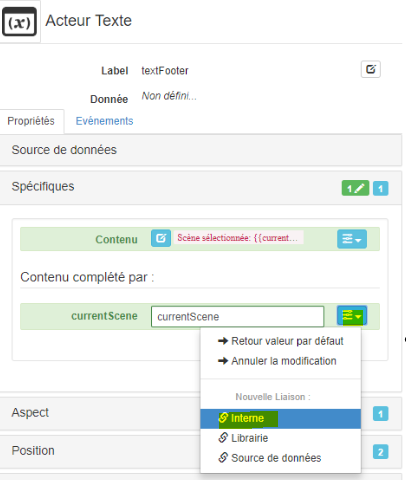 (x) Acteur Texte
Label textFooter
Donnée Non défini...
Propriétés Evènements
Source de données
Spécifiques 1 1
Contenu Scène sélectionnée: {{current...
Contenu complété par :
currentScene currentScene
Retour valeur par défaut
Annuler la modification
Nouvelle Liaison :
Interne
Librairie
Source de données
Aspect 1
Position 2